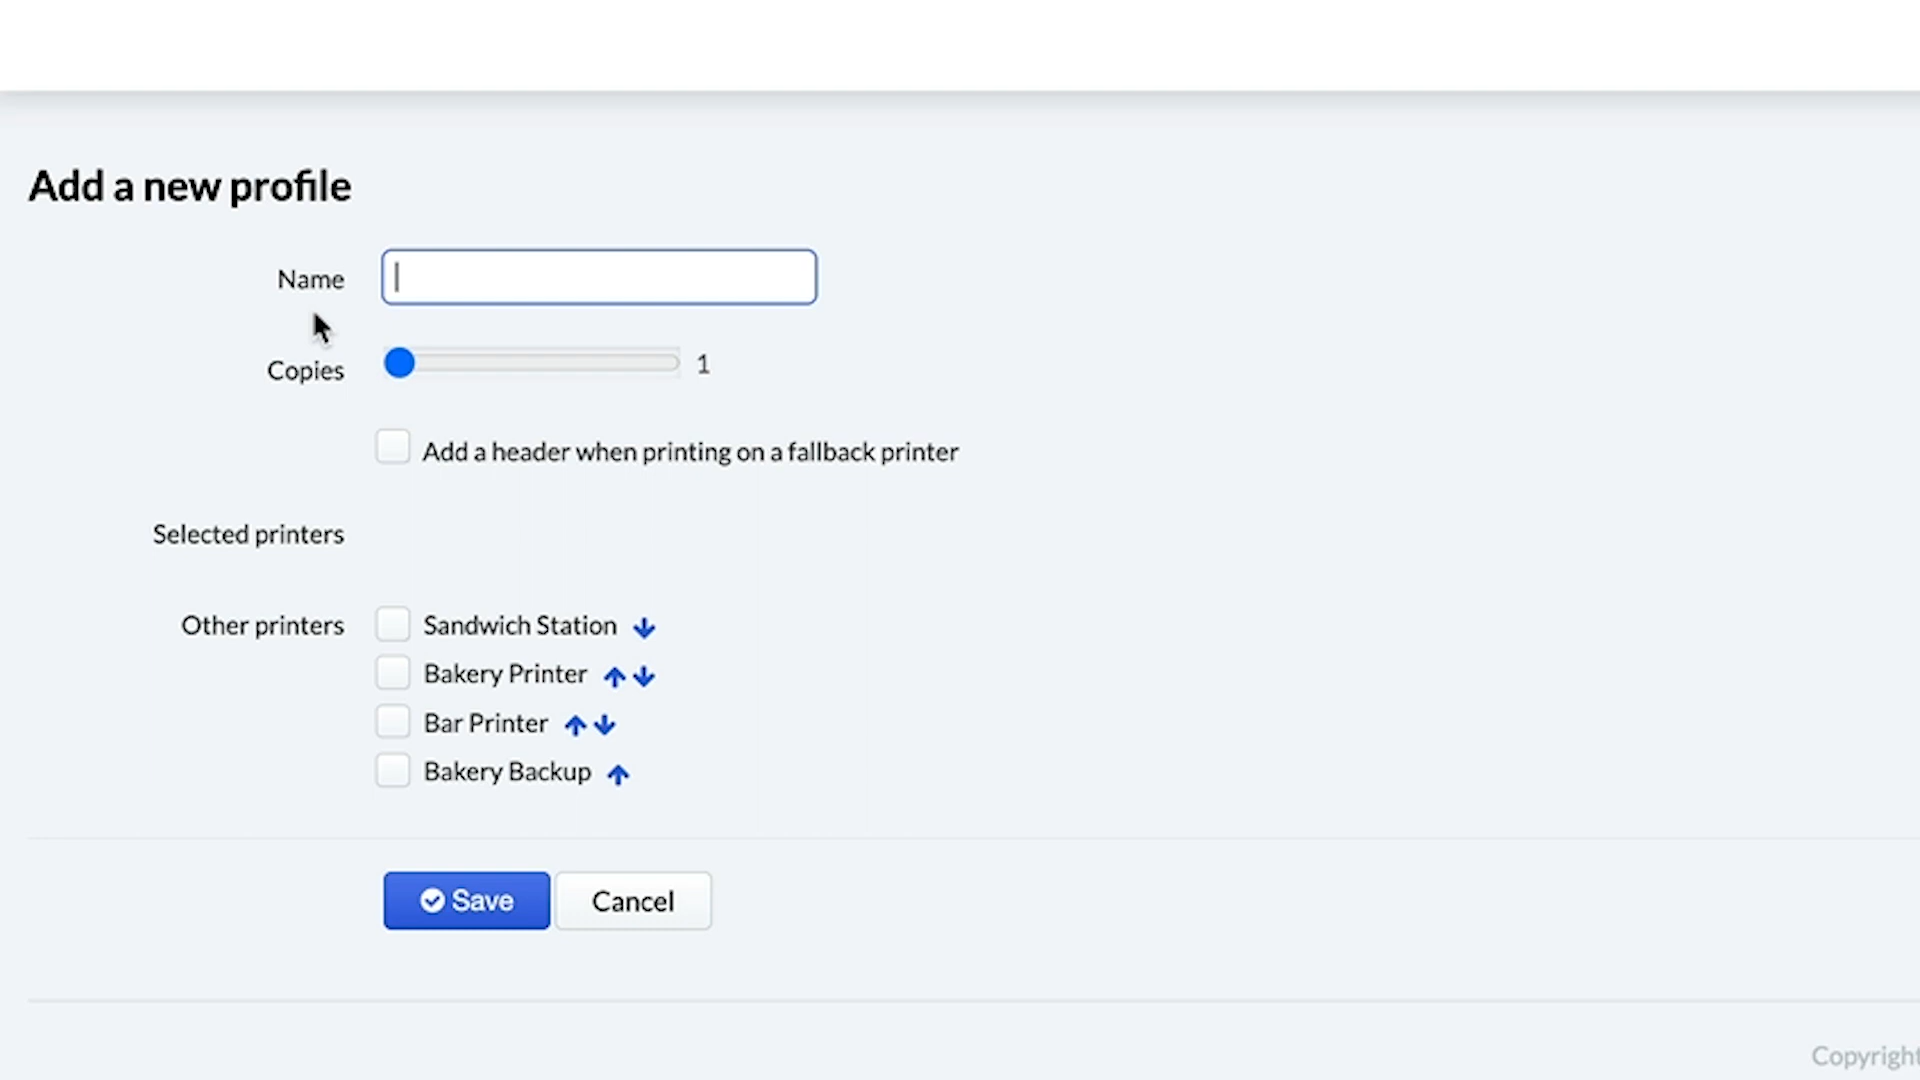 Add a new profile
Name
Copies 1
Add a header when printing on a fallback printer
Selected printers
Other printers Sandwich Station
Bakery Printer
Bar Printer
Bakery Backup
Save Cancel
Copyright